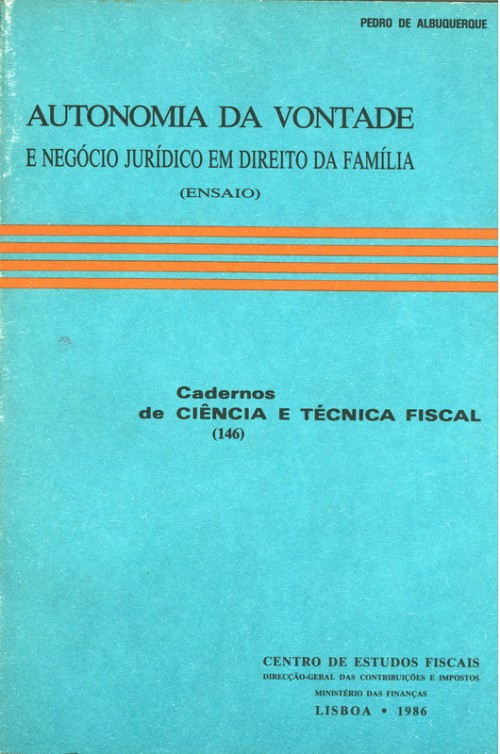 PEDRO DE ALBUQUERQUE
AUTONOMIA DA VONTADE
E NEGÓCIO JURÍDICO EM DIREITO DA FAMÍLIA
(ENSAIO)
Cadernos
de CIÊNCIA E TÉCNICA FISCAL
(146)
CENTRO DE ESTUDOS FISCAIS
DIRECÇÃO-GERAL DAS CONTRIBUIÇÕES E IMPOSTOS
MINISTÉRIO DAS FINANÇAS
LISBOA • 1986